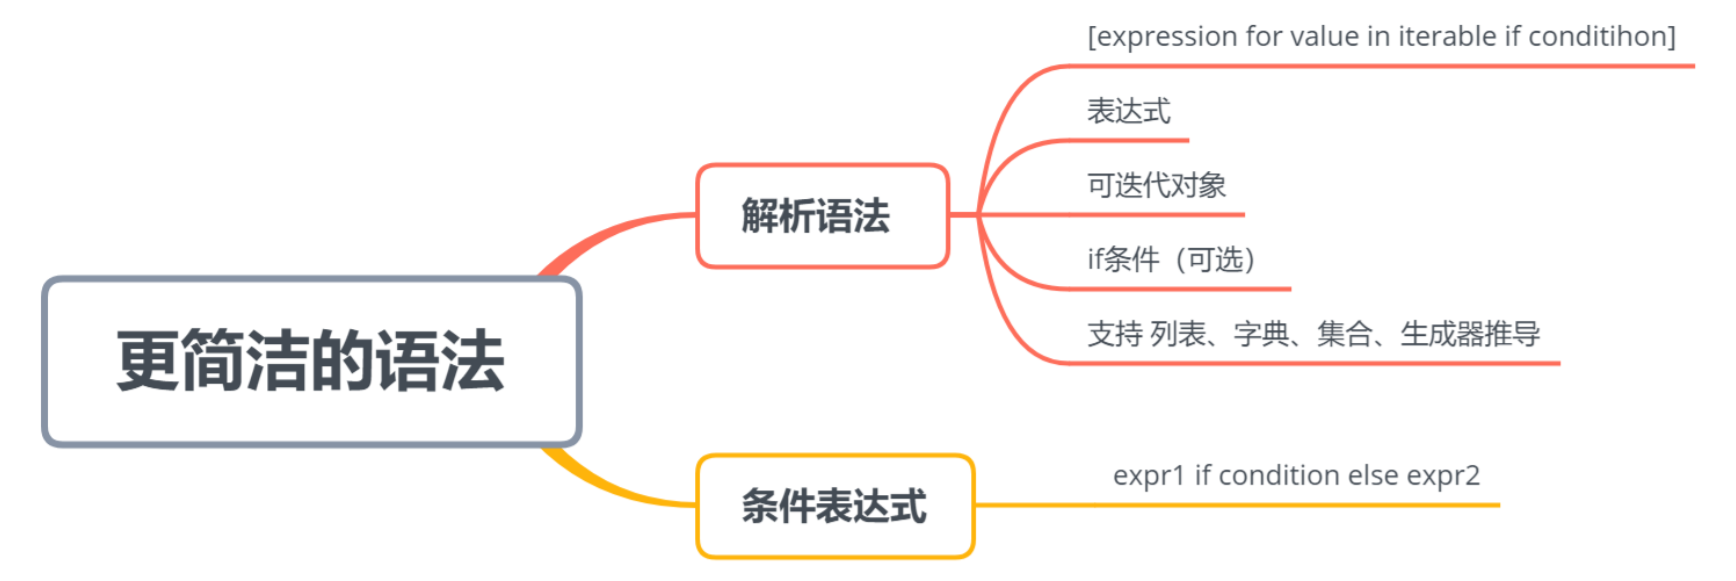 更简洁的语法
解析语法
[expression for value in iterable if conditihon]
表达式
可迭代对象
if条件（可选）
支持 列表、字典、集合、生成器推导
条件表达式
expr1 if condition else expr2